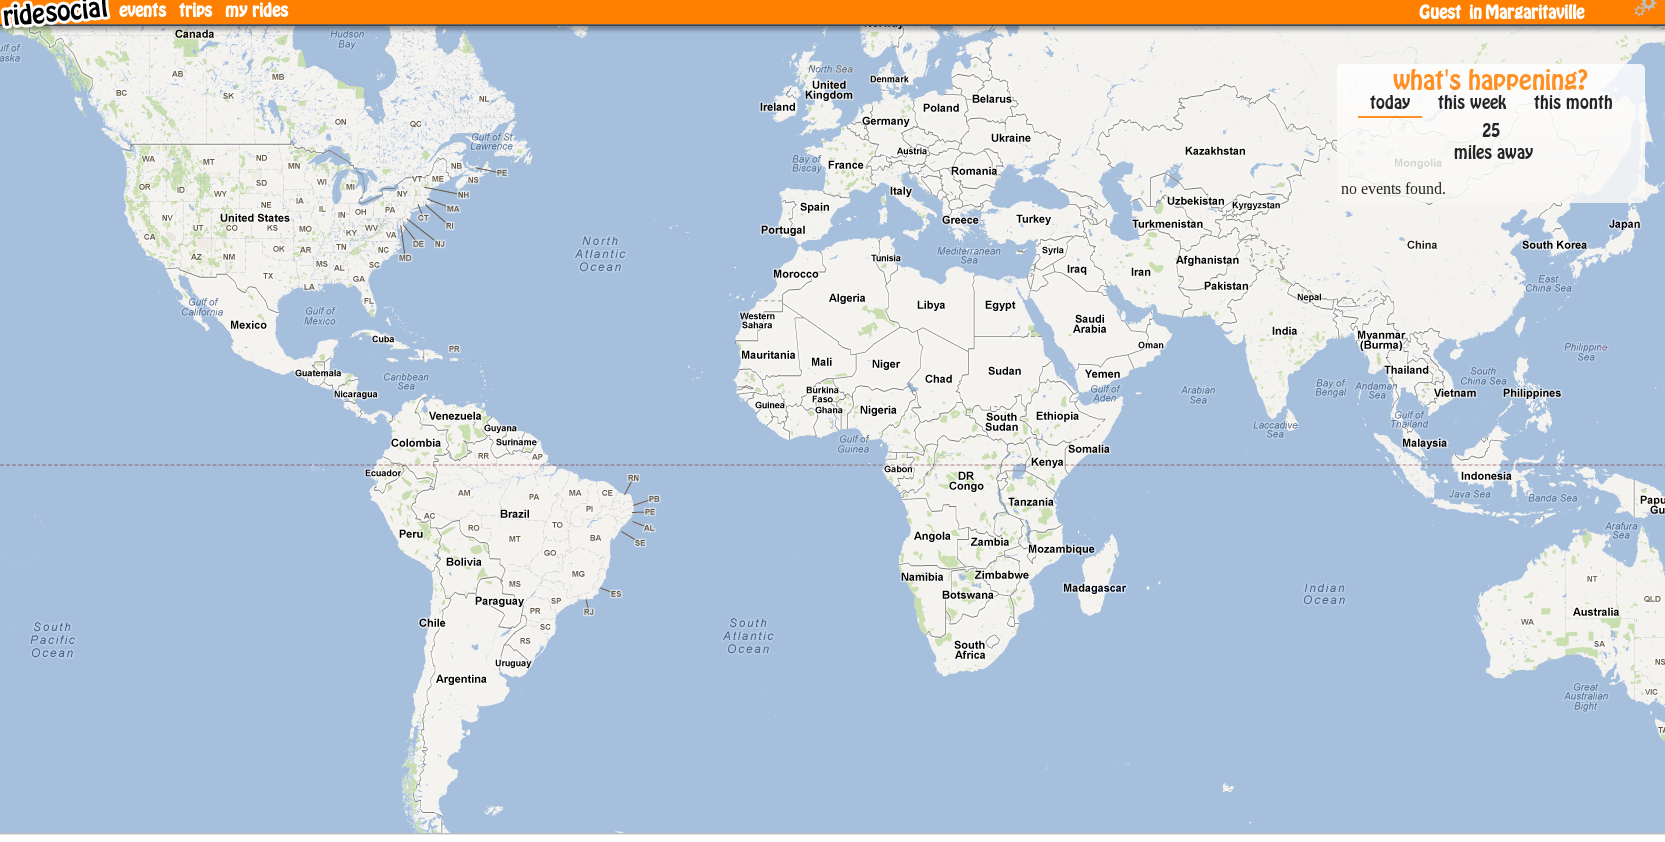 ridesocial events trips my rides
Guest in Margaritaville
what's happening?
today this week this month
25
miles away
no events found.
Canada
Hudson
Bay
Gulf of
Alaska
AB
BC
MB
SK
ON
QC
NL
Gulf of St
Lawrence
NB
PE
NS
WA
MT
ND
MN
VT
ME
NH
OR
ID
SD
WI
MI
NY
MA
WY
NE
IA
RI
NV
UT
CO
United States
KS
IL
IN
OH
PA
CT
MO
KY
WV
VA
DE
NJ
MD
CA
AZ
NM
OK
AR
TN
NC
MS
AL
SC
TX
LA
GA
FL
Gulf of
California
Gulf of
Mexico
Mexico
Cuba
PR
Guatemala
Caribbean
Sea
Nicaragua
North
Atlantic
Ocean
Venezuela
Guyana
Suriname
Colombia
RR
AP
Ecuador
AM
PA
MA
CE
RN
PB
PE
AL
SE
PI
Brazil
AC
RO
TO
BA
Peru
MT
GO
Bolivia
MG
MS
ES
Paraguay
SP
RJ
PR
Chile
SC
RS
Uruguay
Argentina
South
Pacific
Ocean
South
Atlantic
Ocean
Norway
North Sea
Denmark
United
Kingdom
Ireland
Belarus
Poland
Germany
Ukraine
Austria
Bay of
Biscay
France
Romania
Italy
Spain
Portugal
Greece
Turkey
Mediterranean
Sea
Kazakhstan
Mongolia
Uzbekistan
Kyrgyzstan
Turkmenistan
Japan
China
South Korea
Syria
Tunisia
Morocco
Iraq
Iran
Afghanistan
Pakistan
East
China Sea
Algeria
Libya
Egypt
Nepal
Western
Sahara
Saudi
Arabia
India
Myanmar
(Burma)
Oman
Philippine
Sea
Mauritania
Mali
Niger
Chad
Sudan
Yemen
Gulf of
Aden
Arabian
Sea
Bay of
Bengal
Andaman
Sea
Thailand
South
China Sea
Vietnam
Philippines
Burkina
Faso
Guinea
Ghana
Nigeria
South
Sudan
Ethiopia
Laccadive
Sea
Gulf of
Thailand
Gulf of
Guinea
Somalia
Malaysia
Gabon
Kenya
DR
Congo
Indonesia
Java Sea
Banda Sea
Papu
Gu
Tanzania
Arafura
Sea
Angola
Zambia
Mozambique
Namibia
Zimbabwe
Botswana
Madagascar
Indian
Ocean
NT
QLD
Australia
WA
South
Africa
SA
NS
Great
Australian
Bight
VIC
TA